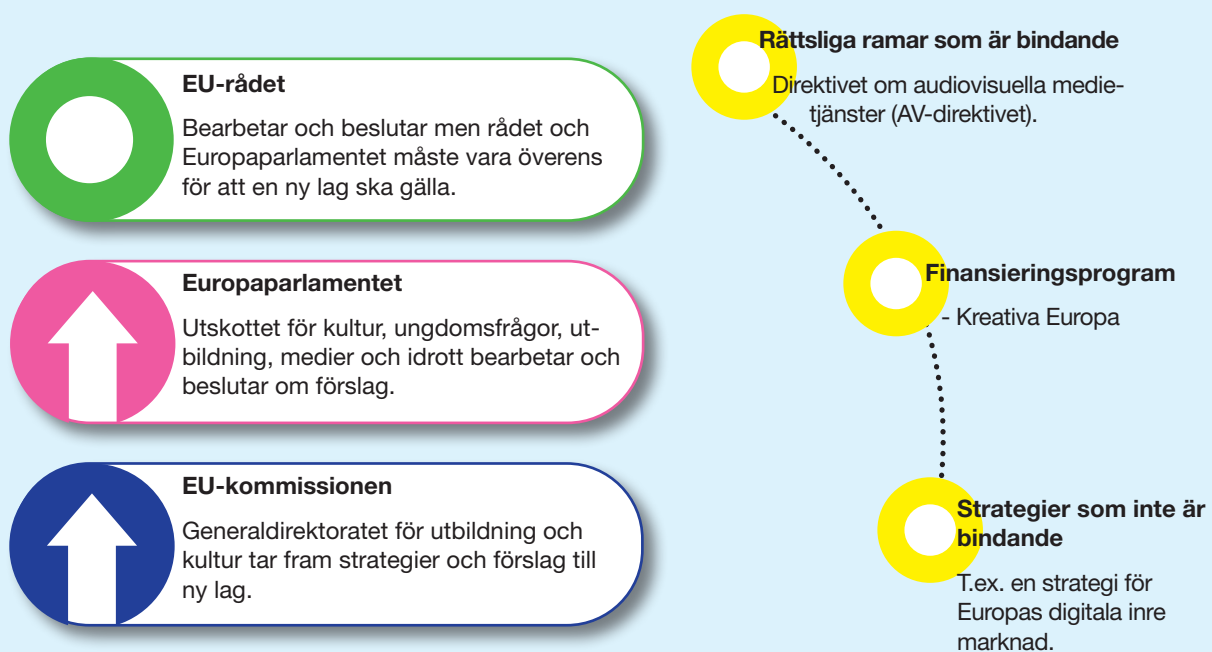 EU-rådet
Bearbetar och beslutar men rådet och
Europaparlamentet måste vara överens
för att en ny lag ska gälla.
Europaparlamentet
Utskottet för kultur, ungdomsfrågor, ut-
bildning, medier och idrott bearbetar och
beslutar om förslag.
EU-kommissionen
Generaldirektoratet för utbildning och
kultur tar fram strategier och förslag till
ny lag.
Rättsliga ramar som är bindande
Direktivet om audiovisuella medie-
tjänster (AV-direktivet).
Finansieringsprogram
- Kreativa Europa
Strategier som inte är
bindande
T.ex. en strategi för
Europas digitala inre
marknad.